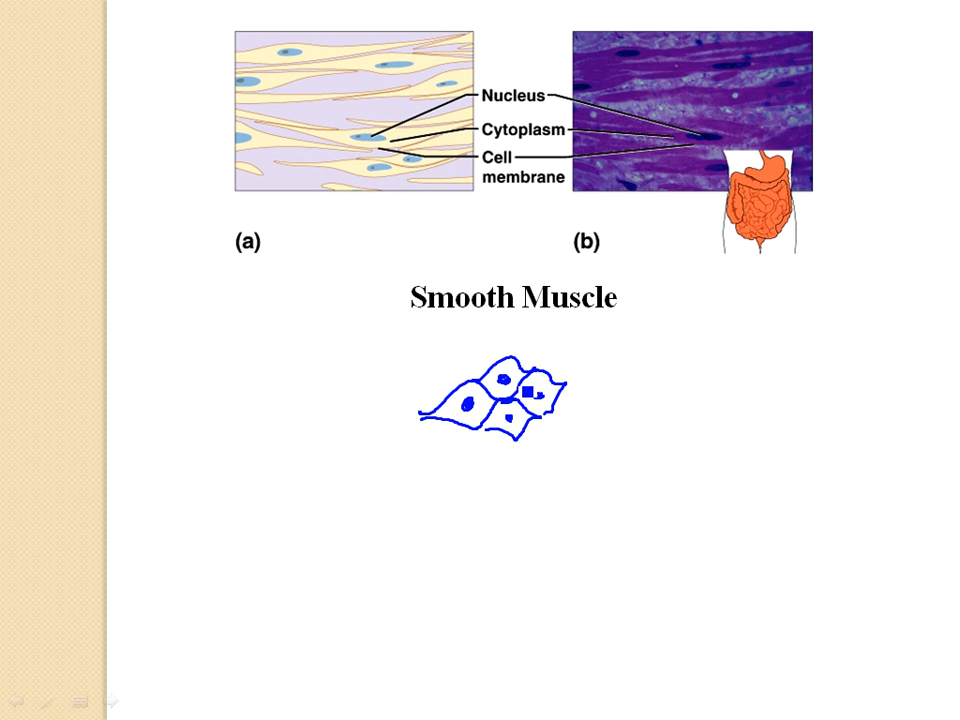 Nucleus
Cytoplasm
Cell
membrane
(a)
(b)
Smooth Muscle